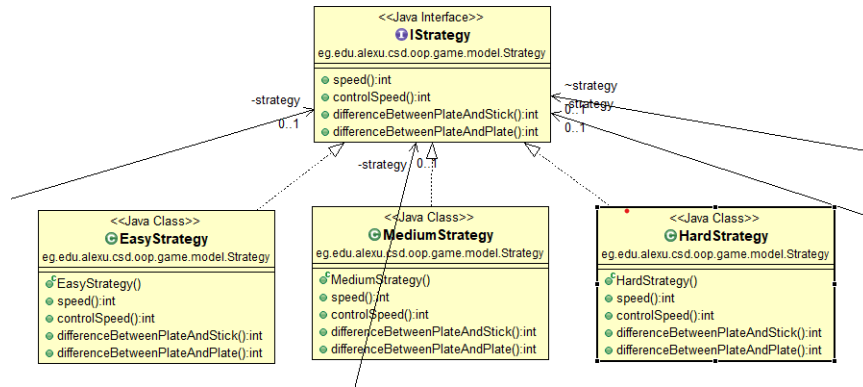 <<Java Interface>>
IStrategy
eg.edu.alexu.csd.oop.game.model.Strategy
speed():int
controlSpeed():int
differenceBetweenPlateAndStick():int
differenceBetweenPlateAndPlate():int
-strategy
0..1
~strategy
0..1
-strategy
0..1
-strategy
0..1
<<Java Class>>
EasyStrategy
eg.edu.alexu.csd.oop.game.model.Strategy
EasyStrategy()
speed():int
controlSpeed():int
differenceBetweenPlateAndStick():int
differenceBetweenPlateAndPlate():int
<<Java Class>>
MediumStrategy
eg.edu.alexu.csd.oop.game.model.Strategy
MediumStrategy()
speed():int
controlSpeed():int
differenceBetweenPlateAndStick():int
differenceBetweenPlateAndPlate():int
<<Java Class>>
HardStrategy
eg.edu.alexu.csd.oop.game.model.Strategy
HardStrategy()
speed():int
controlSpeed():int
differenceBetweenPlateAndStick():int
differenceBetweenPlateAndPlate():int